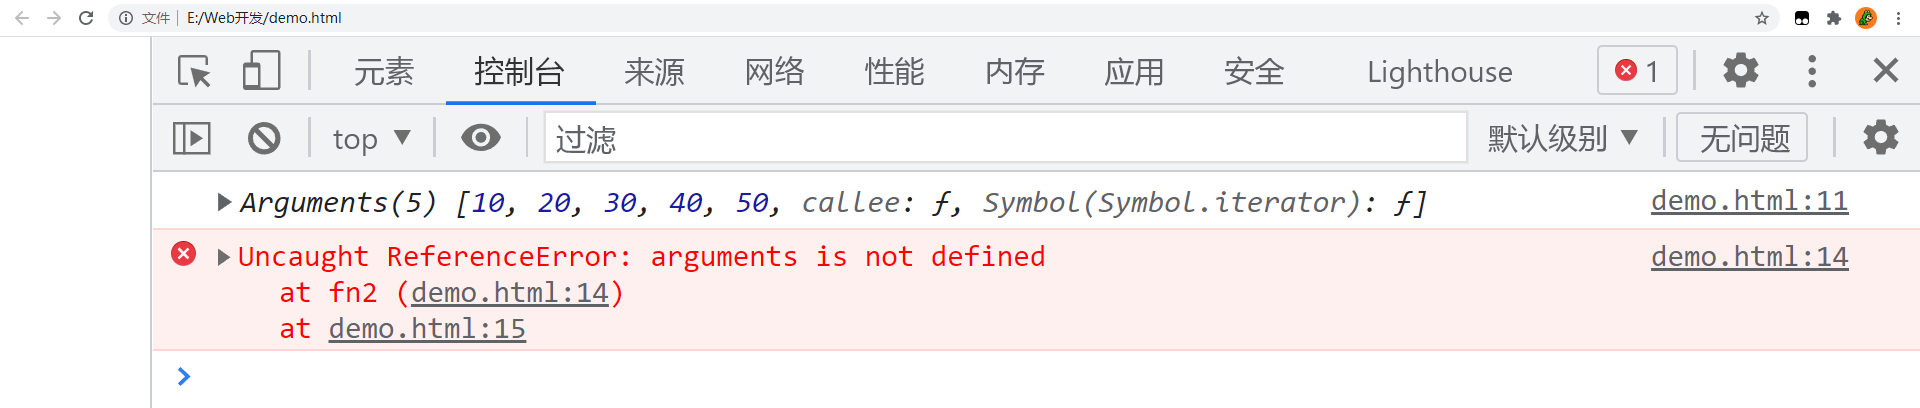 文件 E:/Web开发/demo.html
元素 控制台 来源 网络 性能 内存 应用 安全 Lighthouse 1
top 过滤 默认级别 无问题
Arguments(5) [10, 20, 30, 40, 50, callee: ƒ, Symbol(Symbol.iterator): ƒ] demo.html:11
Uncaught ReferenceError: arguments is not defined demo.html:14
at fn2 (demo.html:14)
at demo.html:15